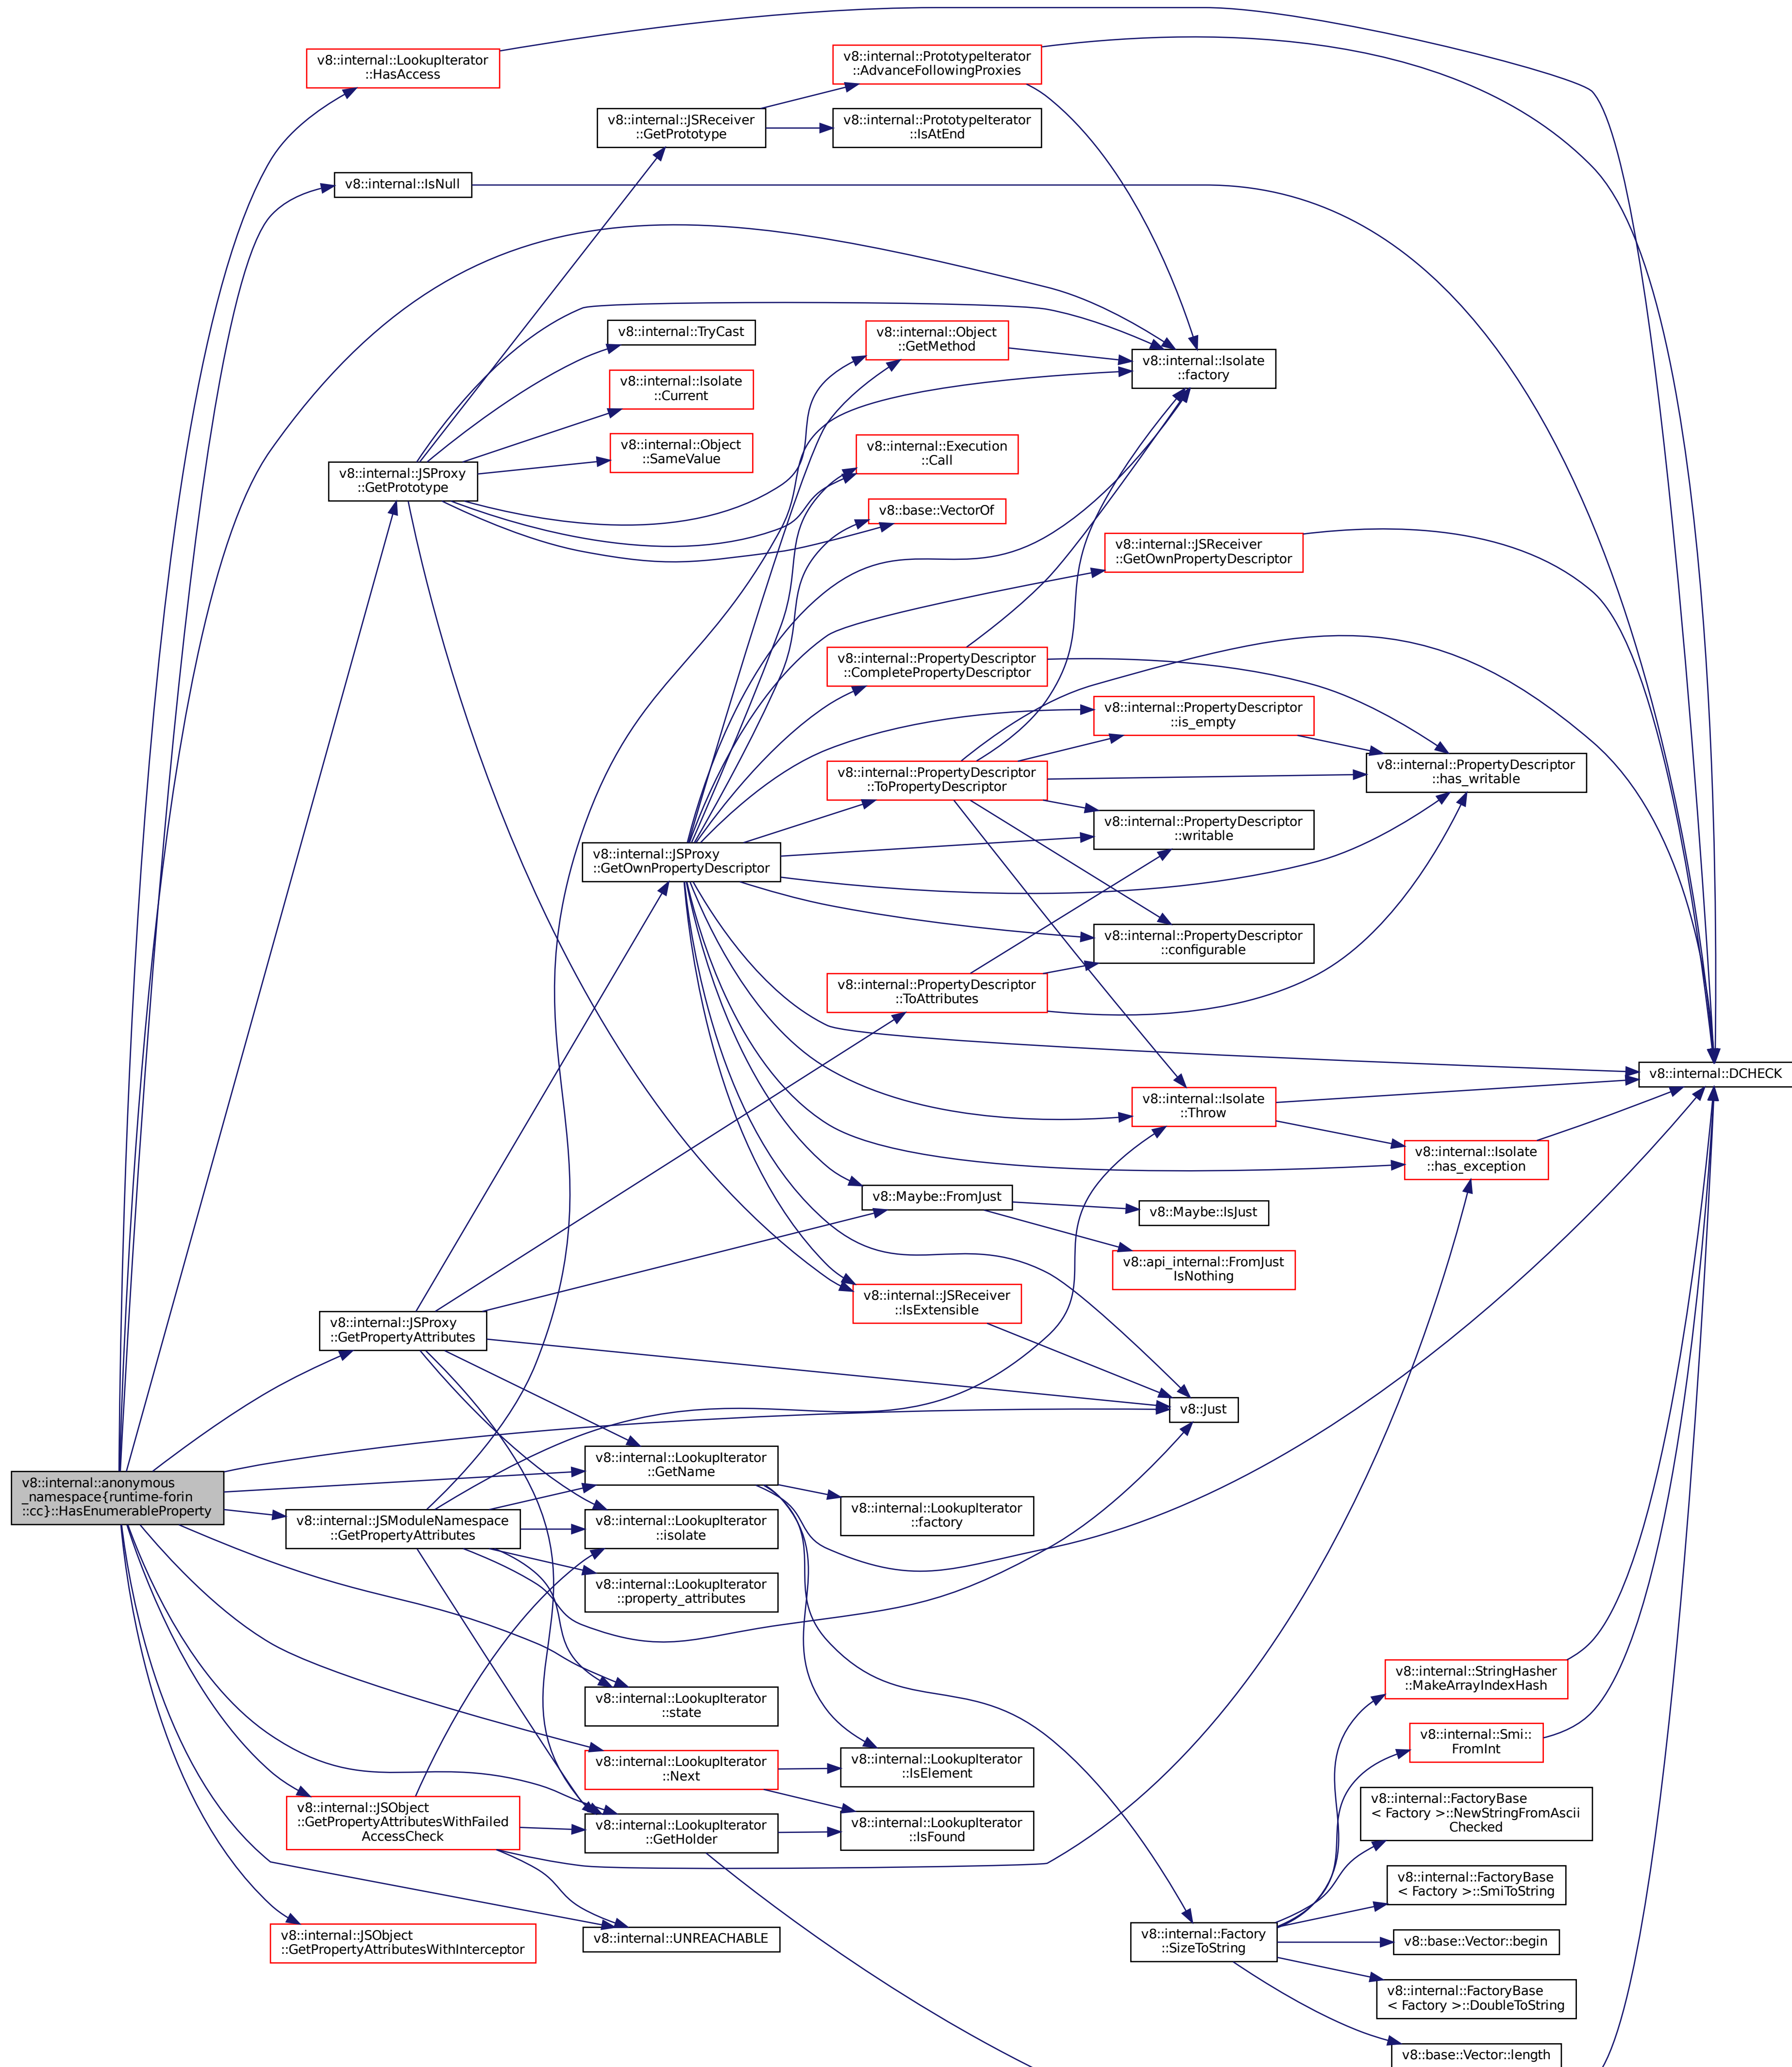 v8::internal::LookupIterator
::HasAccess
v8::internal::PrototypeIterator
::AdvanceFollowingProxies
v8::internal::JSReceiver
::GetPrototype
v8::internal::PrototypeIterator
::IsAtEnd
v8::internal::IsNull
v8::internal::TryCast
v8::internal::Object
::GetMethod
v8::internal::Isolate
::factory
v8::internal::Isolate
::Current
v8::internal::Object
::SameValue
v8::internal::Execution
::Call
v8::internal::JSProxy
::GetPrototype
v8::base::VectorOf
v8::internal::JSReceiver
::GetOwnPropertyDescriptor
v8::internal::PropertyDescriptor
::CompletePropertyDescriptor
v8::internal::PropertyDescriptor
::is_empty
v8::internal::PropertyDescriptor
::has_writable
v8::internal::PropertyDescriptor
::ToPropertyDescriptor
v8::internal::PropertyDescriptor
::writable
v8::internal::JSProxy
::GetOwnPropertyDescriptor
v8::internal::PropertyDescriptor
::configurable
v8::internal::PropertyDescriptor
::ToAttributes
v8::internal::DCHECK
v8::internal::Isolate
::Throw
v8::internal::Isolate
::has_exception
v8::Maybe::FromJust
v8::Maybe::IsJust
v8::api_internal::FromJust
IsNothing
v8::internal::JSReceiver
::IsExtensible
v8::internal::JSProxy
::GetPropertyAttributes
v8::Just
v8::internal::LookupIterator
::GetName
v8::internal::anonymous
_namespace{runtime-forin
::cc}::HasEnumerableProperty
v8::internal::LookupIterator
::factory
v8::internal::JSModuleNamespace
::GetPropertyAttributes
v8::internal::LookupIterator
::isolate
v8::internal::LookupIterator
::property_attributes
v8::internal::StringHasher
::MakeArrayIndexHash
v8::internal::LookupIterator
::state
v8::internal::Smi::
FromInt
v8::internal::LookupIterator
::Next
v8::internal::LookupIterator
::IsElement
v8::internal::JSObject
::GetPropertyAttributesWithFailed
AccessCheck
v8::internal::LookupIterator
::GetHolder
v8::internal::LookupIterator
::IsFound
v8::internal::FactoryBase
< Factory >::NewStringFromAscii
Checked
v8::internal::FactoryBase
< Factory >::SmiToString
v8::internal::JSObject
::GetPropertyAttributesWithInterceptor
v8::internal::UNREACHABLE
v8::internal::Factory
::SizeToString
v8::base::Vector::begin
v8::internal::FactoryBase
< Factory >::DoubleToString
v8::base::Vector::length